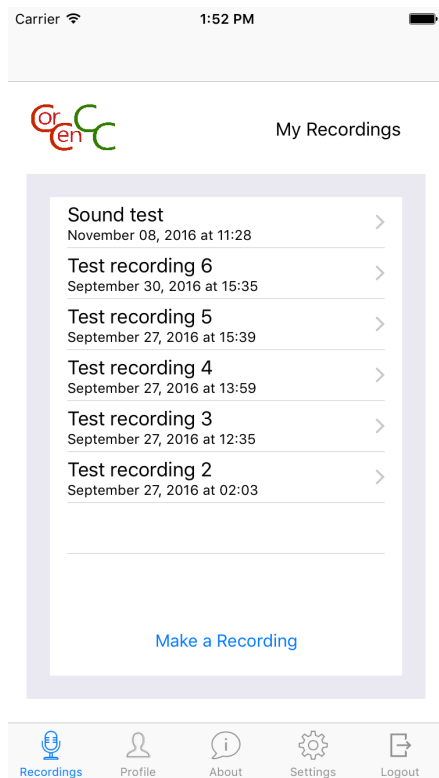 Carrier 1:52 PM
Cor CC
Cen C
My Recordings
Sound test
November 08, 2016 at 11:28
Test recording 6
September 30, 2016 at 15:35
Test recording 5
September 27, 2016 at 15:39
Test recording 4
September 27, 2016 at 13:59
Test recording 3
September 27, 2016 at 12:35
Test recording 2
September 27, 2016 at 02:03
Make a Recording
Recordings Profile About Settings Logout